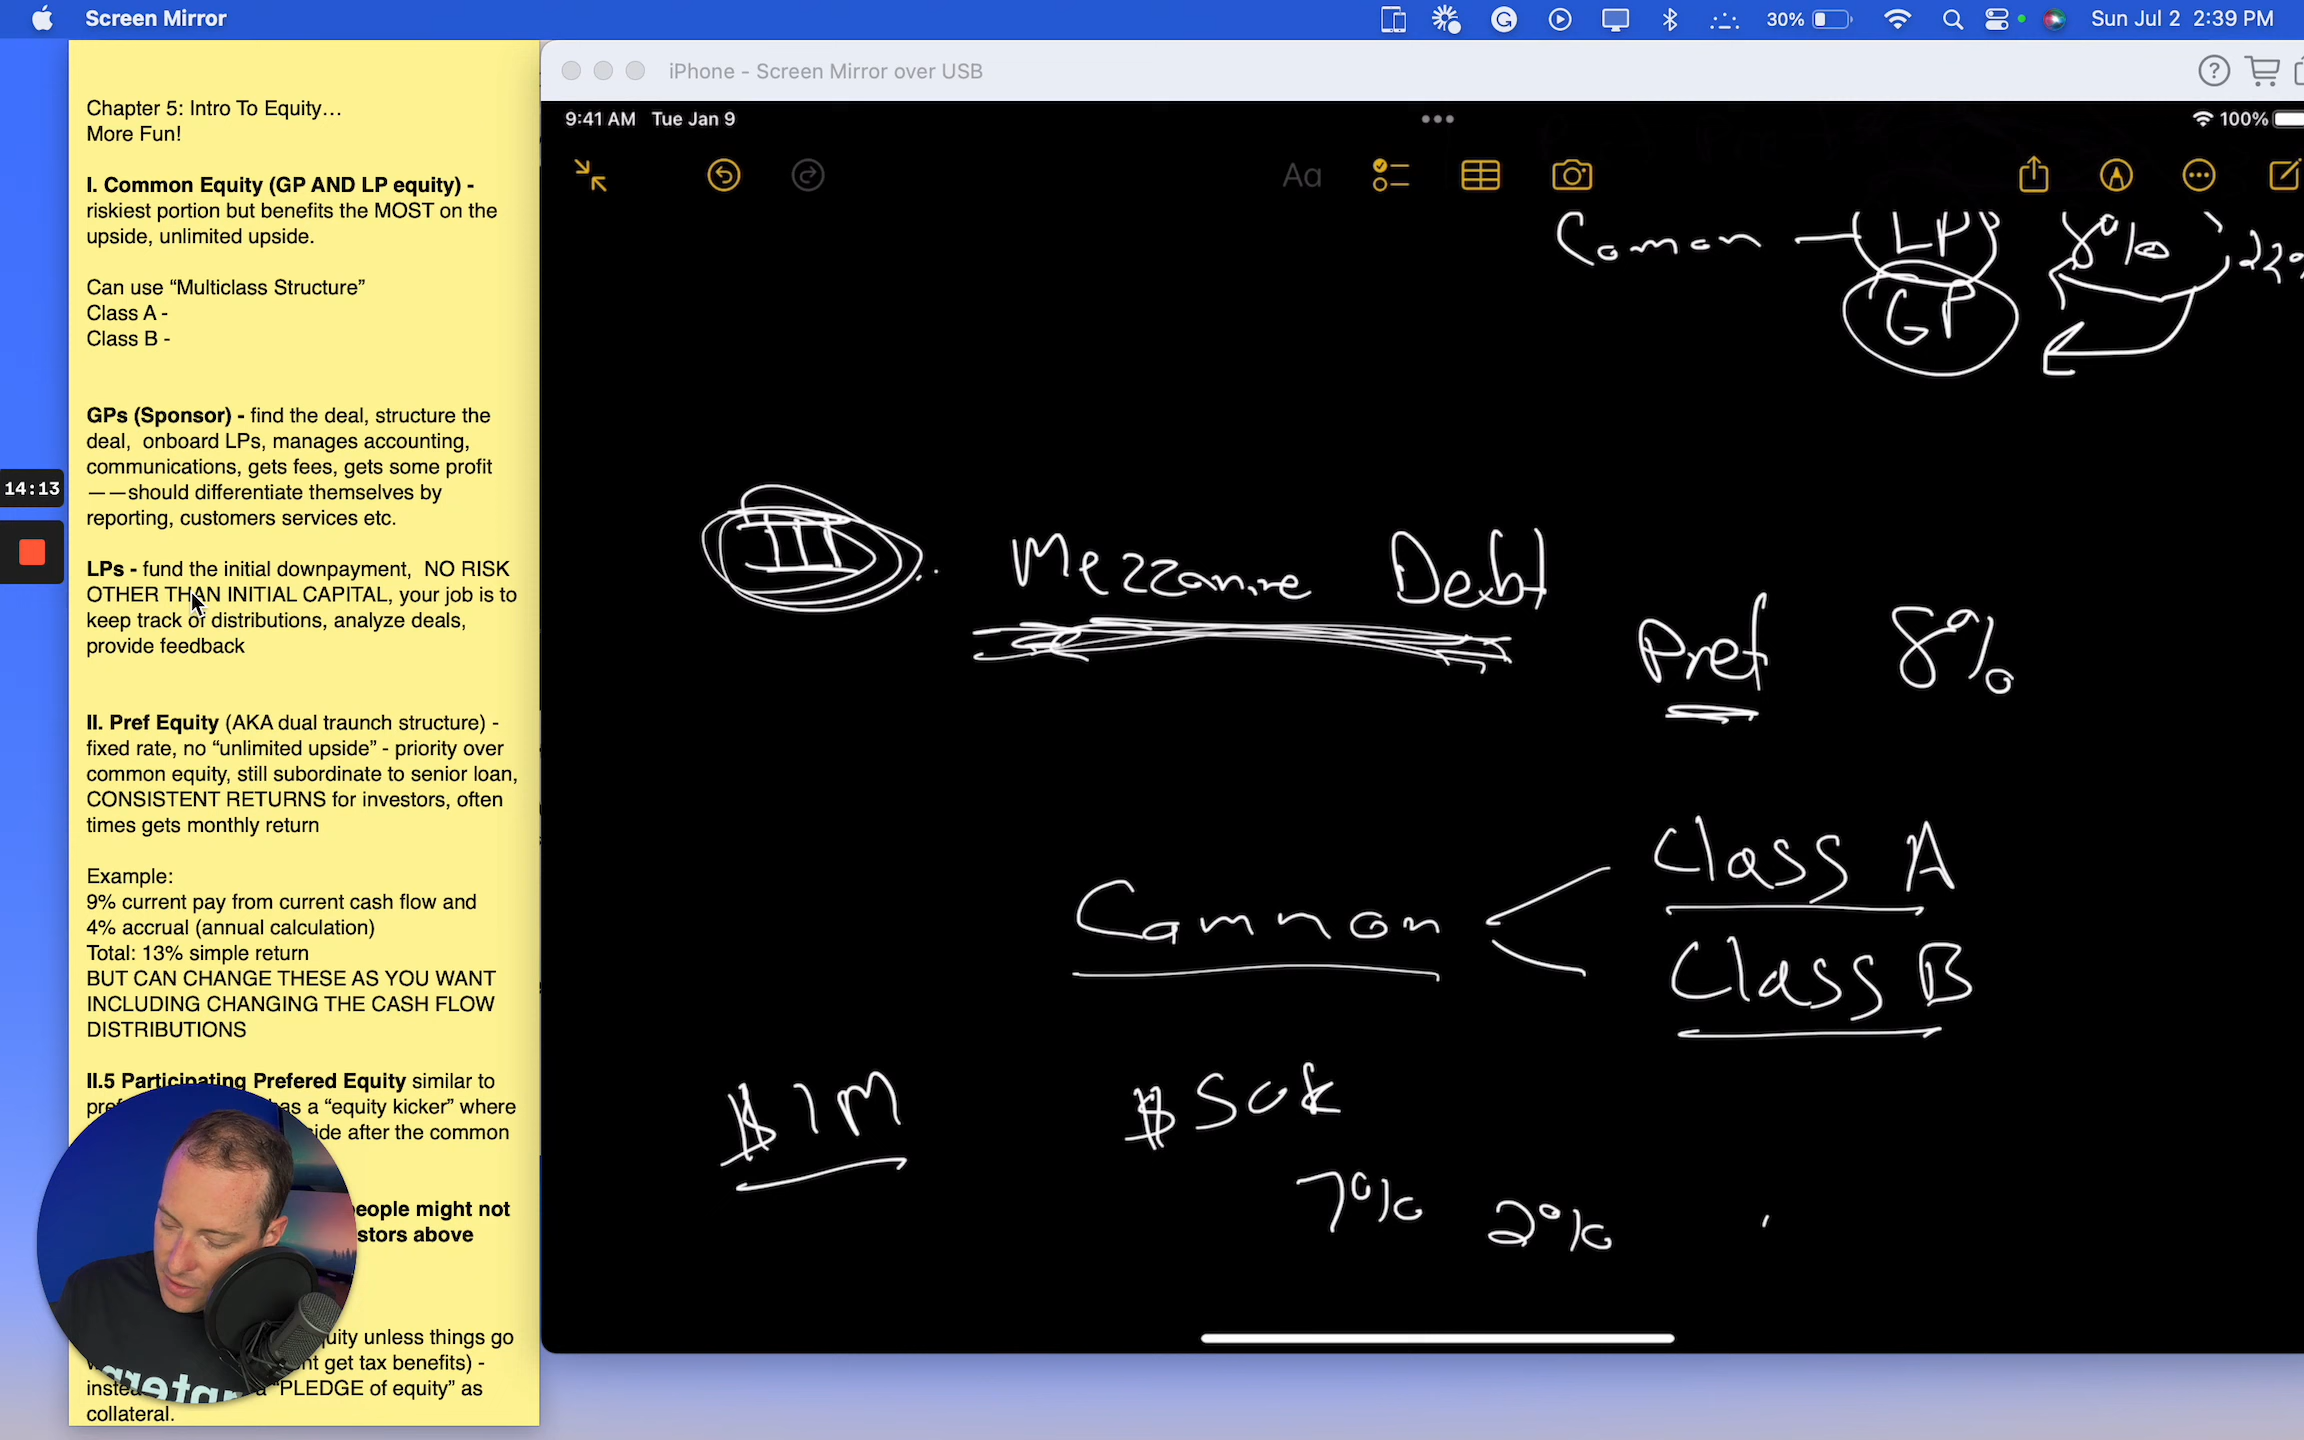 Screen Mirror
30%
Sun Jul 2 2:39 PM
Chapter 5: Intro To Equity…
More Fun!
I. Common Equity (GP AND LP equity) -
riskiest portion but benefits the MOST on the
upside, unlimited upside.
Can use “Multiclass Structure”
Class A -
Class B -
GPs (Sponsor) - find the deal, structure the
deal, onboard LPs, manages accounting,
communications, gets fees, gets some profit
——should differentiate themselves by
reporting, customers services etc.
LPs - fund the initial downpayment, NO RISK
OTHER THAN INITIAL CAPITAL, your job is to
keep track of distributions, analyze deals,
provide feedback
II. Pref Equity (AKA dual traunch structure) -
fixed rate, no “unlimited upside” - priority over
common equity, still subordinate to senior loan,
CONSISTENT RETURNS for investors, often
times gets monthly return
Example:
9% current pay from current cash flow and
4% accrual (annual calculation)
Total: 13% simple return
BUT CAN CHANGE THESE AS YOU WANT
INCLUDING CHANGING THE CASH FLOW
DISTRIBUTIONS
II.5 Participating Prefered Equity similar to
has a “equity kicker” where
after the common
people might not
above
unless things go
get tax benefits) -
“PLEDGE of equity” as
collateral.
14:13
iPhone - Screen Mirror over USB
9:41 AM Tue Jan 9
100%
Aa
Comon LP 8%
GP
III Mezzanine Debt
Pref 8%
Common Class A
Class B
$1M $50k
7% 2%